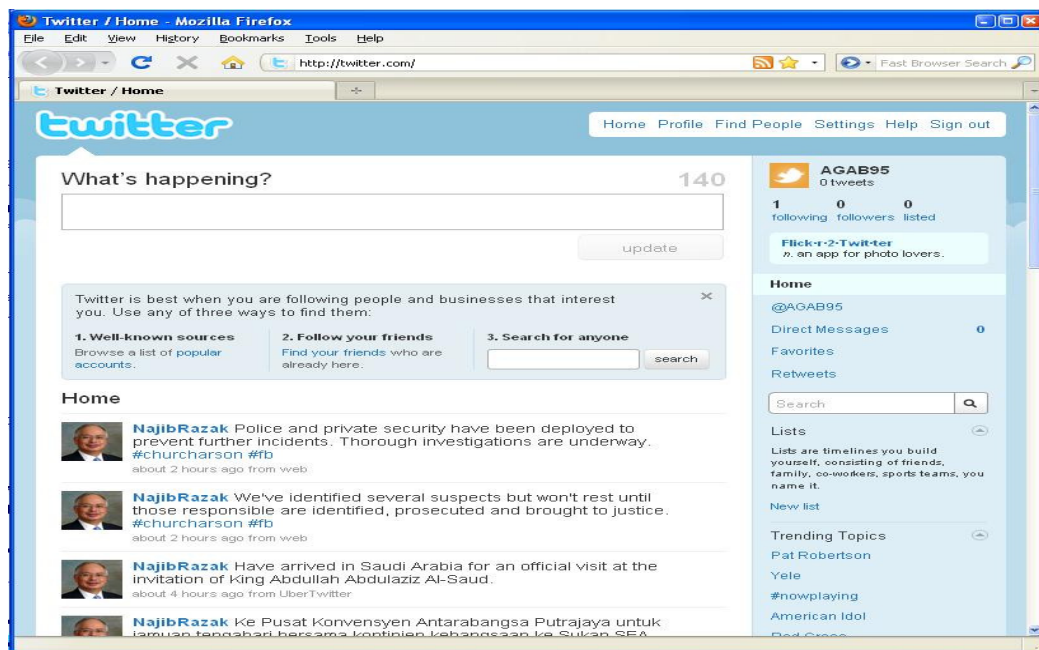 Twitter / Home - Mozilla Firefox
File Edit View History Bookmarks Tools Help
http://twitter.com/
Fast Browser Search
Twitter / Home
twitter
Home Profile Find People Settings Help Sign out
What's happening?
140
update
Twitter is best when you are following people and businesses that interest
you. Use any of three ways to find them:
1. Well-known sources
Browse a list of popular
accounts.
2. Follow your friends
Find your friends who are
already here.
3. Search for anyone
search
Home
NajibRazak Police and private security have been deployed to
prevent further incidents. Thorough investigations are underway.
#churcharson #fb
about 2 hours ago from web
NajibRazak We've identified several suspects but won't rest until
those responsible are identified, prosecuted and brought to justice.
#churcharson #fb
about 2 hours ago from web
NajibRazak Have arrived in Saudi Arabia for an official visit at the
invitation of King Abdullah Abdulaziz Al-Saud.
about 4 hours ago from UberTwitter
NajibRazak Ke Pusat Konvensyen Antarabangsa Putrajaya untuk
jamuan tengahari bersama kontinjen kebangsaan ke Sukan SEA
AGAB95
0 tweets
1 0 0
following followers listed
Flick·r·2·Twit·ter
n. an app for photo lovers.
Home
@AGAB95
Direct Messages 0
Favorites
Retweets
Search
Lists
Lists are timelines you build
yourself, consisting of friends,
family, co-workers, sports teams, you
name it.
New list
Trending Topics
Pat Robertson
Yele
#nowplaying
American Idol
Red Cross